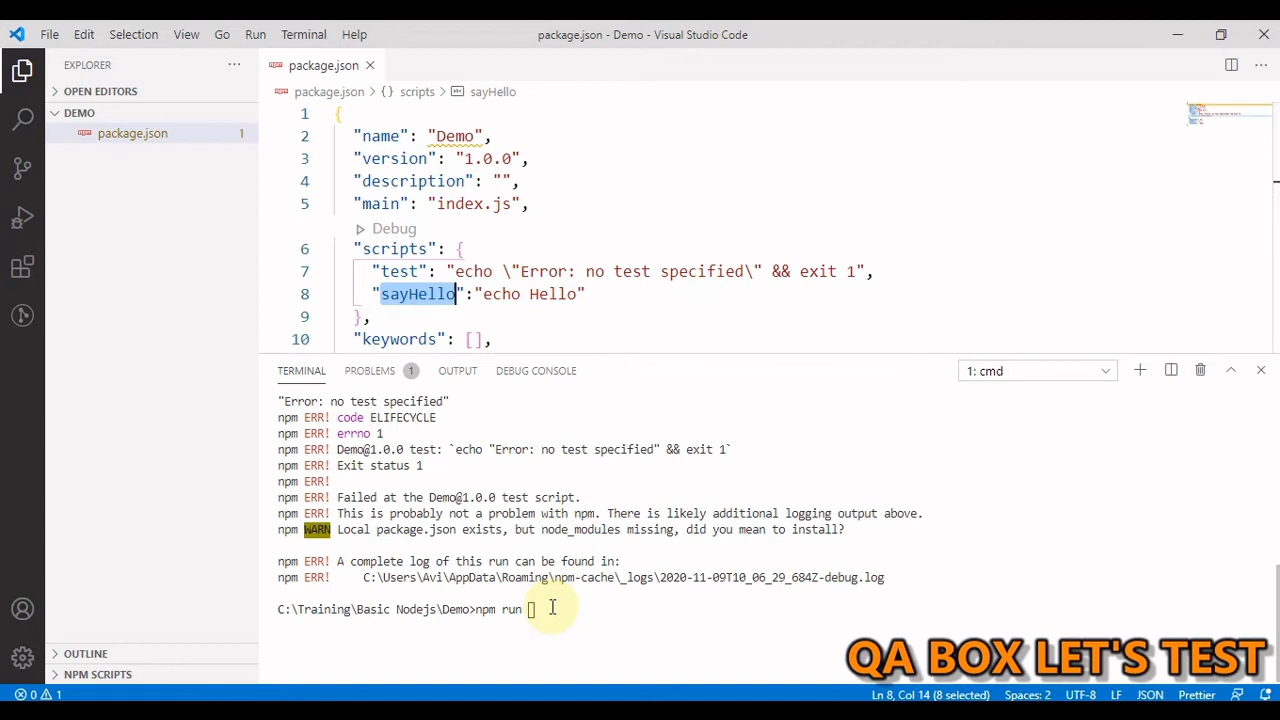 File Edit Selection View Go Run Terminal Help package.json - Demo - Visual Studio Code
EXPLORER
OPEN EDITORS
DEMO
package.json 1
OUTLINE
NPM SCRIPTS
package.json
package.json {} scripts sayHello
1 {
2 "name": "Demo",
3 "version": "1.0.0",
4 "description": "",
5 "main": "index.js",
Debug
6 "scripts": {
7 "test": "echo \"Error: no test specified\" && exit 1",
8 "sayHello":"echo Hello"
9 },
10 "keywords": [],
TERMINAL PROBLEMS 1 OUTPUT DEBUG CONSOLE 1: cmd
"Error: no test specified"
npm ERR! code ELIFECYCLE
npm ERR! errno 1
npm ERR! Demo@1.0.0 test: `echo "Error: no test specified" && exit 1`
npm ERR! Exit status 1
npm ERR!
npm ERR! Failed at the Demo@1.0.0 test script.
npm ERR! This is probably not a problem with npm. There is likely additional logging output above.
npm WARN Local package.json exists, but node_modules missing, did you mean to install?
npm ERR! A complete log of this run can be found in:
npm ERR! C:\Users\Avi\AppData\Roaming\npm-cache\_logs\2020-11-09T10_06_29_684Z-debug.log
C:\Training\Basic Nodejs\Demo>npm run
QA BOX LET'S TEST
0 1 Ln 8, Col 14 (8 selected) Spaces: 2 UTF-8 LF JSON Prettier